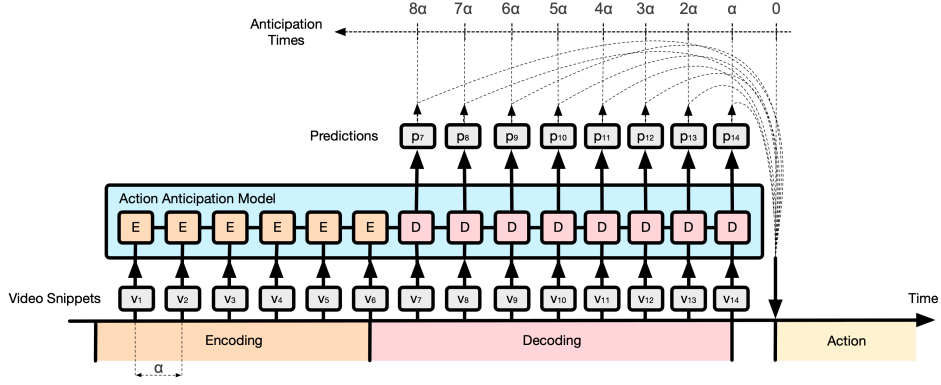 8α 7α 6α 5α 4α 3α 2α α 0
Anticipation
Times
Predictions p7 p8 p9 p10 p11 p12 p13 p14
Action Anticipation Model
E E E E E E D D D D D D D D
Video Snippets v1 v2 v3 v4 v5 v6 v7 v8 v9 v10 v11 v12 v13 v14 Time
Encoding Decoding Action
α